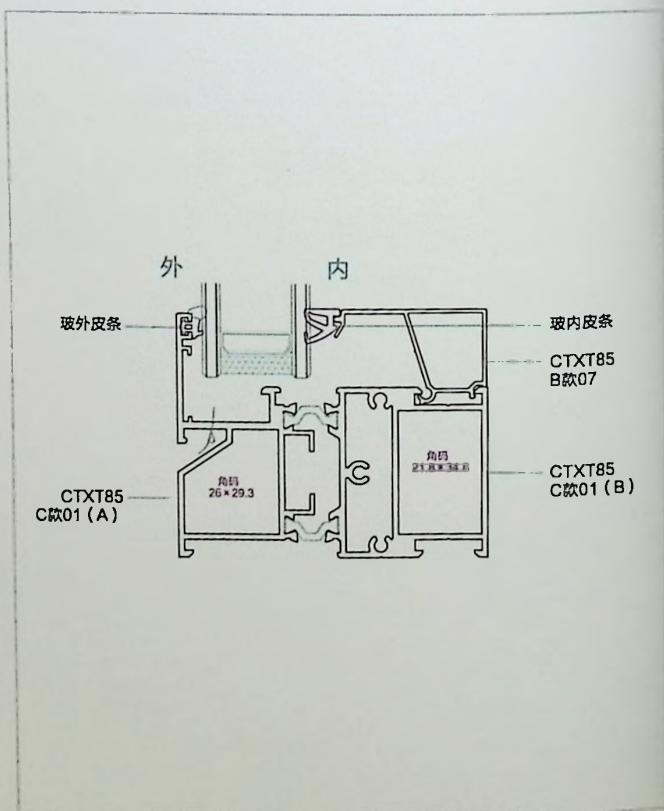 外 内
玻外皮条
玻内皮条
CTXT85
B款07
角码
26×29.3
角码
CTXT85
C款01（A）
CTXT85
C款01（B）